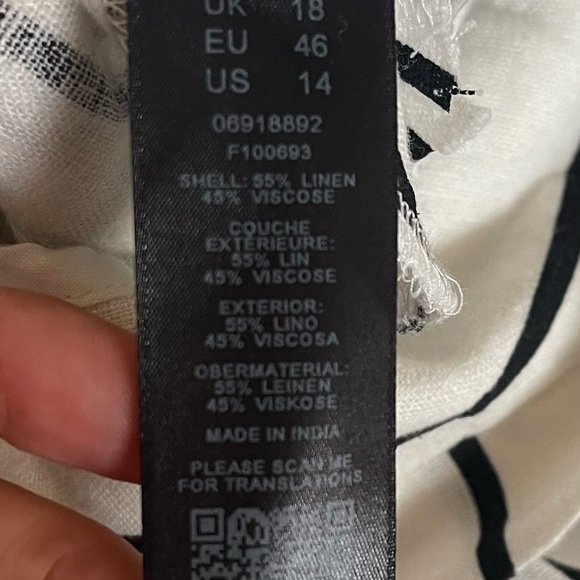 UK 18
EU 46
US 14
06918892
F100693
SHELL: 55% LINEN
45% VISCOSE
COUCHE
EXTÉRIEURE:
55% LIN
45% VISCOSE
EXTERIOR:
55% LINO
45% VISCOSA
OBERMATERIAL:
55% LEINEN
45% VISKOSE
MADE IN INDIA
PLEASE SCAN ME
FOR TRANSLATIONS